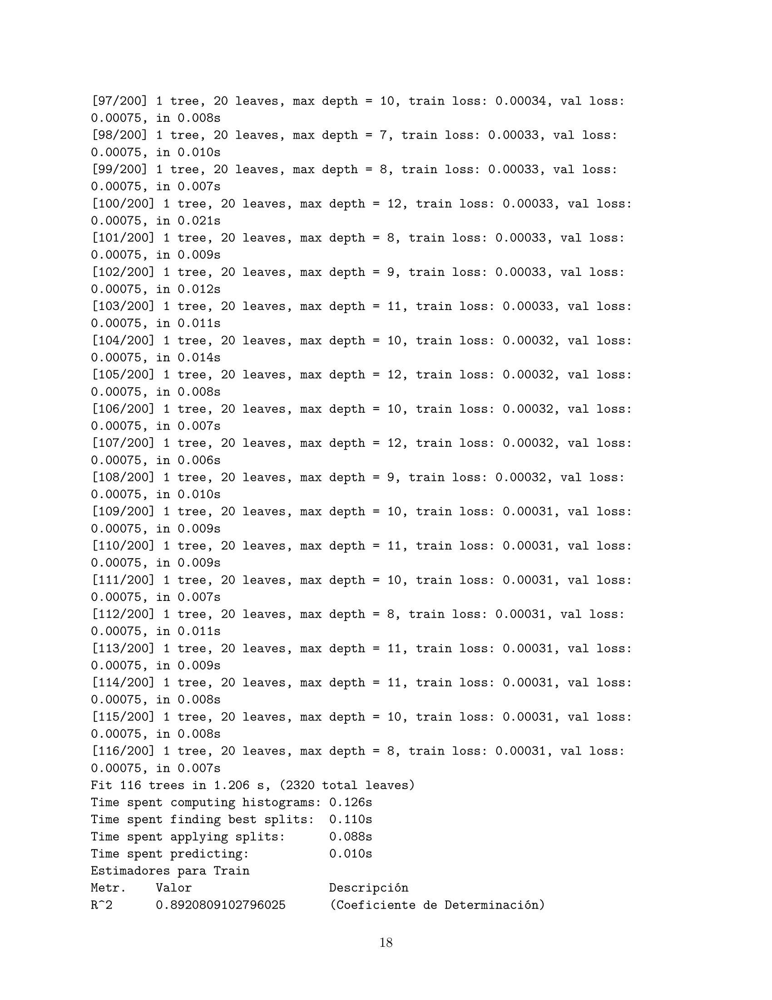 [97/200] 1 tree, 20 leaves, max depth = 10, train loss: 0.00034, val loss:
0.00075, in 0.008s
[98/200] 1 tree, 20 leaves, max depth = 7, train loss: 0.00033, val loss:
0.00075, in 0.010s
[99/200] 1 tree, 20 leaves, max depth = 8, train loss: 0.00033, val loss:
0.00075, in 0.007s
[100/200] 1 tree, 20 leaves, max depth = 12, train loss: 0.00033, val loss:
0.00075, in 0.021s
[101/200] 1 tree, 20 leaves, max depth = 8, train loss: 0.00033, val loss:
0.00075, in 0.009s
[102/200] 1 tree, 20 leaves, max depth = 9, train loss: 0.00033, val loss:
0.00075, in 0.012s
[103/200] 1 tree, 20 leaves, max depth = 11, train loss: 0.00033, val loss:
0.00075, in 0.011s
[104/200] 1 tree, 20 leaves, max depth = 10, train loss: 0.00032, val loss:
0.00075, in 0.014s
[105/200] 1 tree, 20 leaves, max depth = 12, train loss: 0.00032, val loss:
0.00075, in 0.008s
[106/200] 1 tree, 20 leaves, max depth = 10, train loss: 0.00032, val loss:
0.00075, in 0.007s
[107/200] 1 tree, 20 leaves, max depth = 12, train loss: 0.00032, val loss:
0.00075, in 0.006s
[108/200] 1 tree, 20 leaves, max depth = 9, train loss: 0.00032, val loss:
0.00075, in 0.010s
[109/200] 1 tree, 20 leaves, max depth = 10, train loss: 0.00031, val loss:
0.00075, in 0.009s
[110/200] 1 tree, 20 leaves, max depth = 11, train loss: 0.00031, val loss:
0.00075, in 0.009s
[111/200] 1 tree, 20 leaves, max depth = 10, train loss: 0.00031, val loss:
0.00075, in 0.007s
[112/200] 1 tree, 20 leaves, max depth = 8, train loss: 0.00031, val loss:
0.00075, in 0.011s
[113/200] 1 tree, 20 leaves, max depth = 11, train loss: 0.00031, val loss:
0.00075, in 0.009s
[114/200] 1 tree, 20 leaves, max depth = 11, train loss: 0.00031, val loss:
0.00075, in 0.008s
[115/200] 1 tree, 20 leaves, max depth = 10, train loss: 0.00031, val loss:
0.00075, in 0.008s
[116/200] 1 tree, 20 leaves, max depth = 8, train loss: 0.00031, val loss:
0.00075, in 0.007s
Fit 116 trees in 1.206 s, (2320 total leaves)
Time spent computing histograms: 0.126s
Time spent finding best splits:  0.110s
Time spent applying splits:      0.088s
Time spent predicting:           0.010s
Estimadores para Train
Metr.    Valor                   Descripción
R^2      0.8920809102796025      (Coeficiente de Determinación)
18